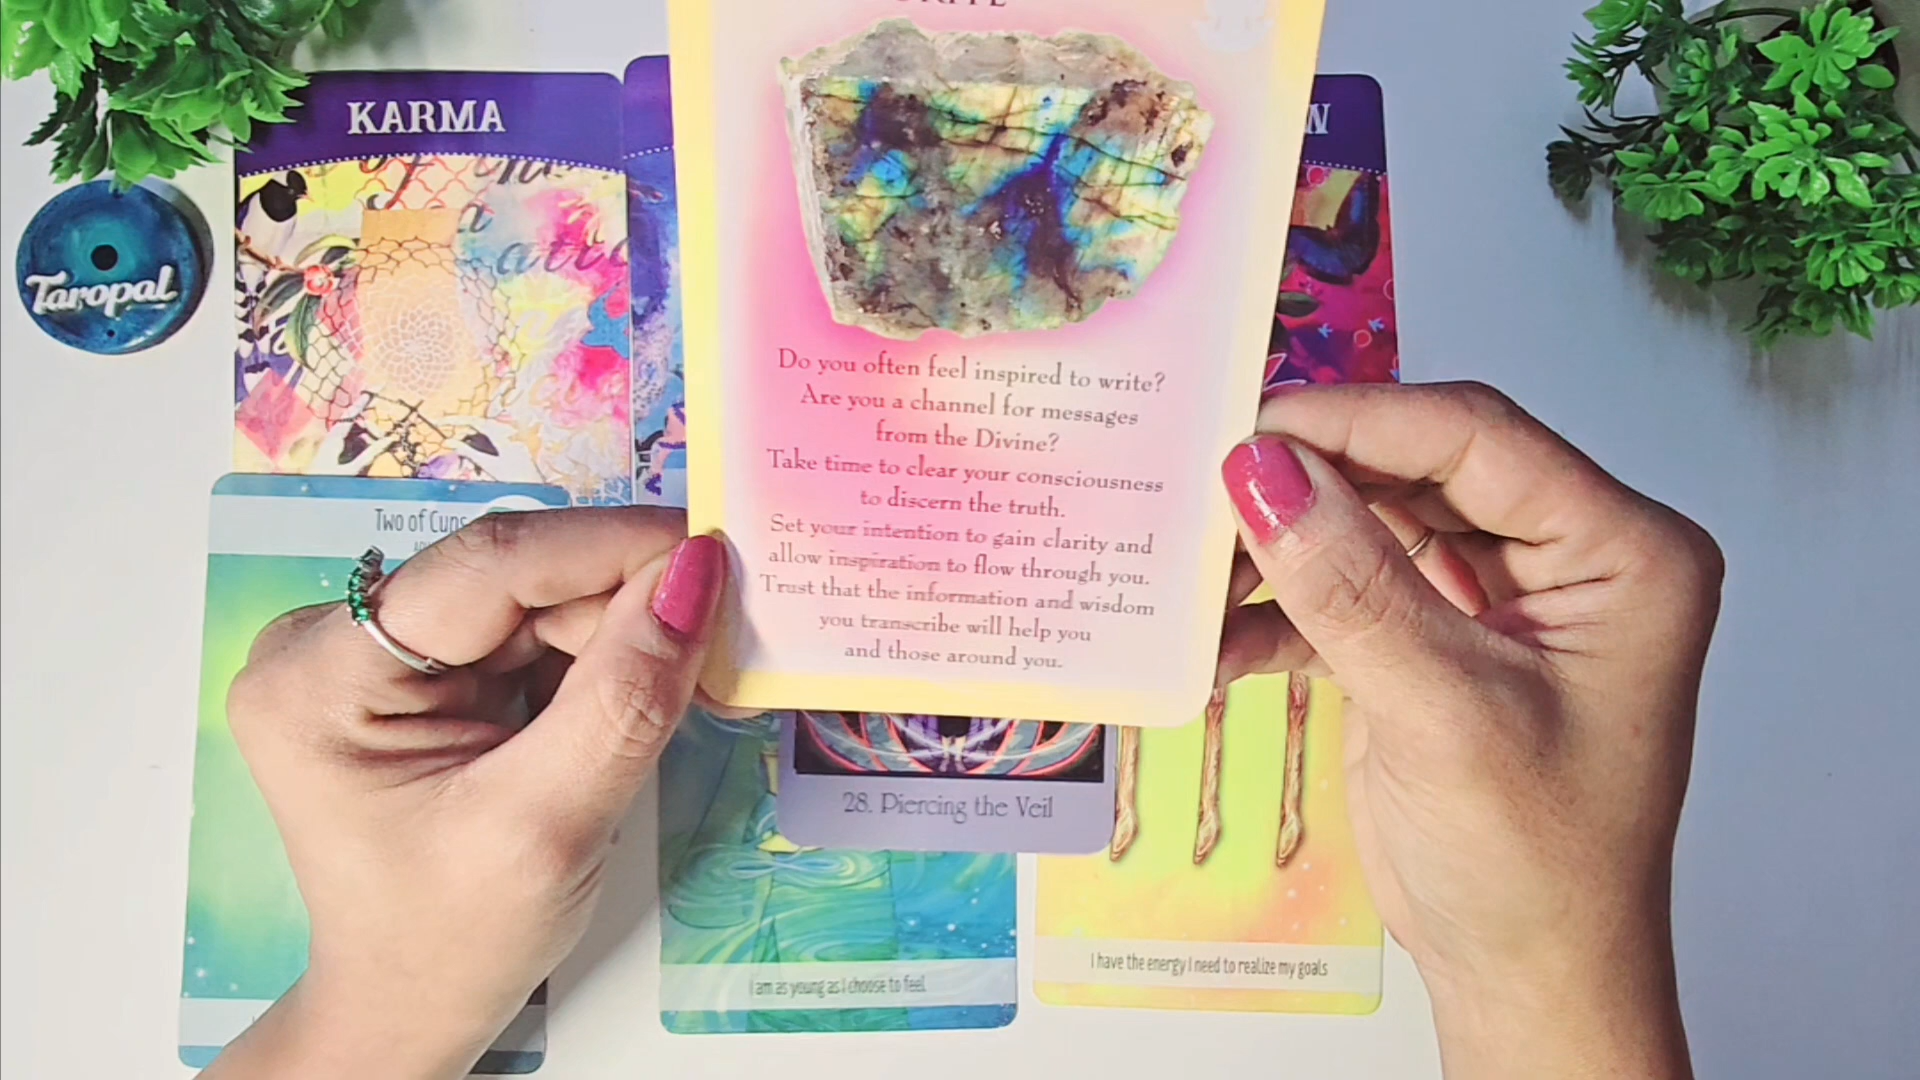 KARMA
Taropal
Do you often feel inspired to write?
Are you a channel for messages
from the Divine?
Take time to clear your consciousness
to discern the truth.
Set your intention to gain clarity and
allow inspiration to flow through you.
Trust that the information and wisdom
you transcribe will help you
and those around you.
Two of Cups
28. Piercing the Veil
I am as young as I choose to feel
I have the energy I need to realize my goals